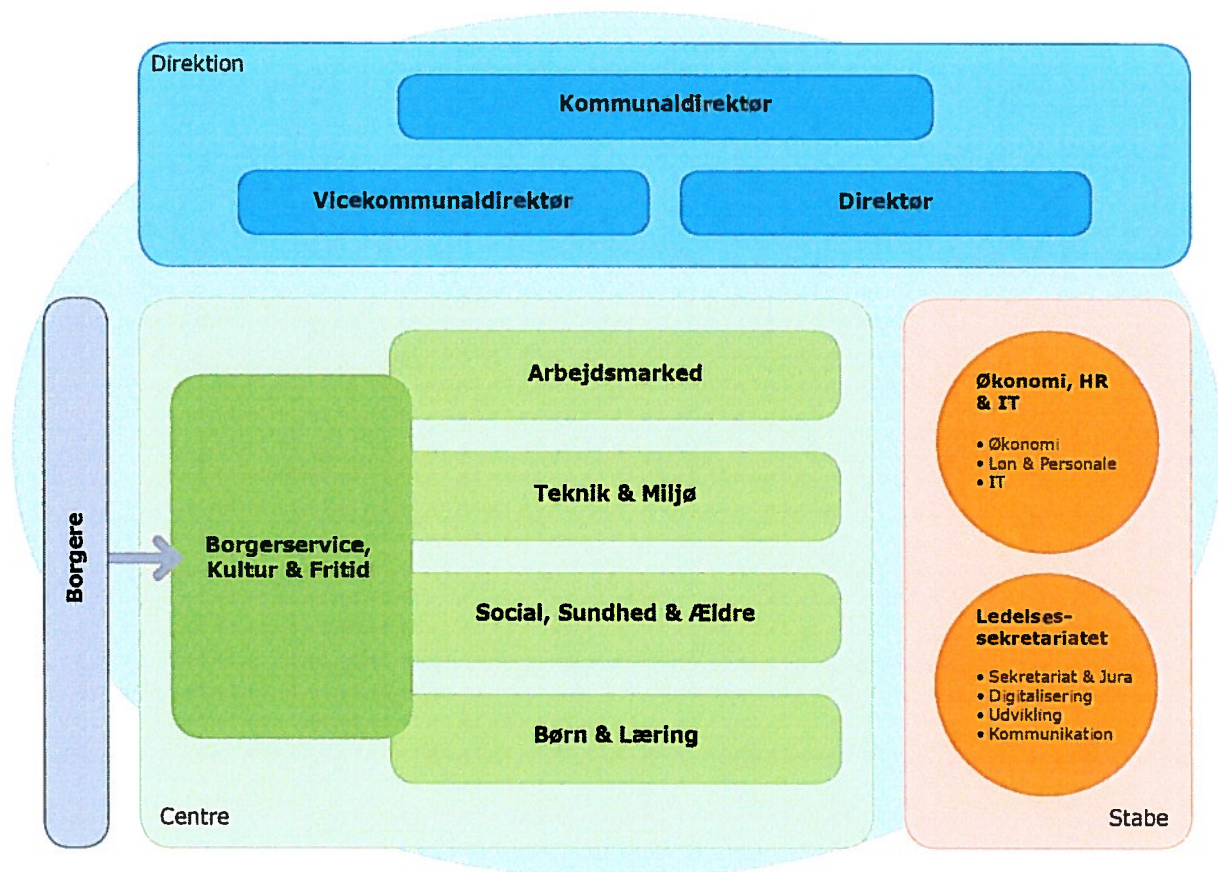 Direktion
Kommunaldirektør
Vicekommunaldirektør
Direktør
Borgere
Borgerservice,
Kultur & Fritid
Arbejdsmarked
Teknik & Miljø
Social, Sundhed & Ældre
Børn & Læring
Centre
Økonomi, HR
& IT
• Økonomi
• Løn & Personale
• IT
Ledelses-
sekretariatet
• Sekretariat & Jura
• Digitalisering
• Udvikling
• Kommunikation
Stabe